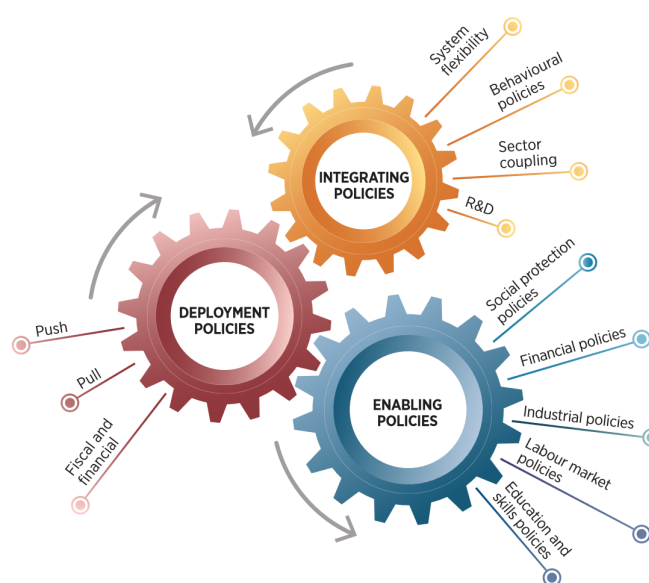 System
flexibility
Behavioural
policies
Sector
coupling
R&D
INTEGRATING
POLICIES
DEPLOYMENT
POLICIES
Push
Pull
Fiscal and
financial
ENABLING
POLICIES
Social protection
policies
Financial policies
Industrial policies
Labour market
policies
Education and
skills policies